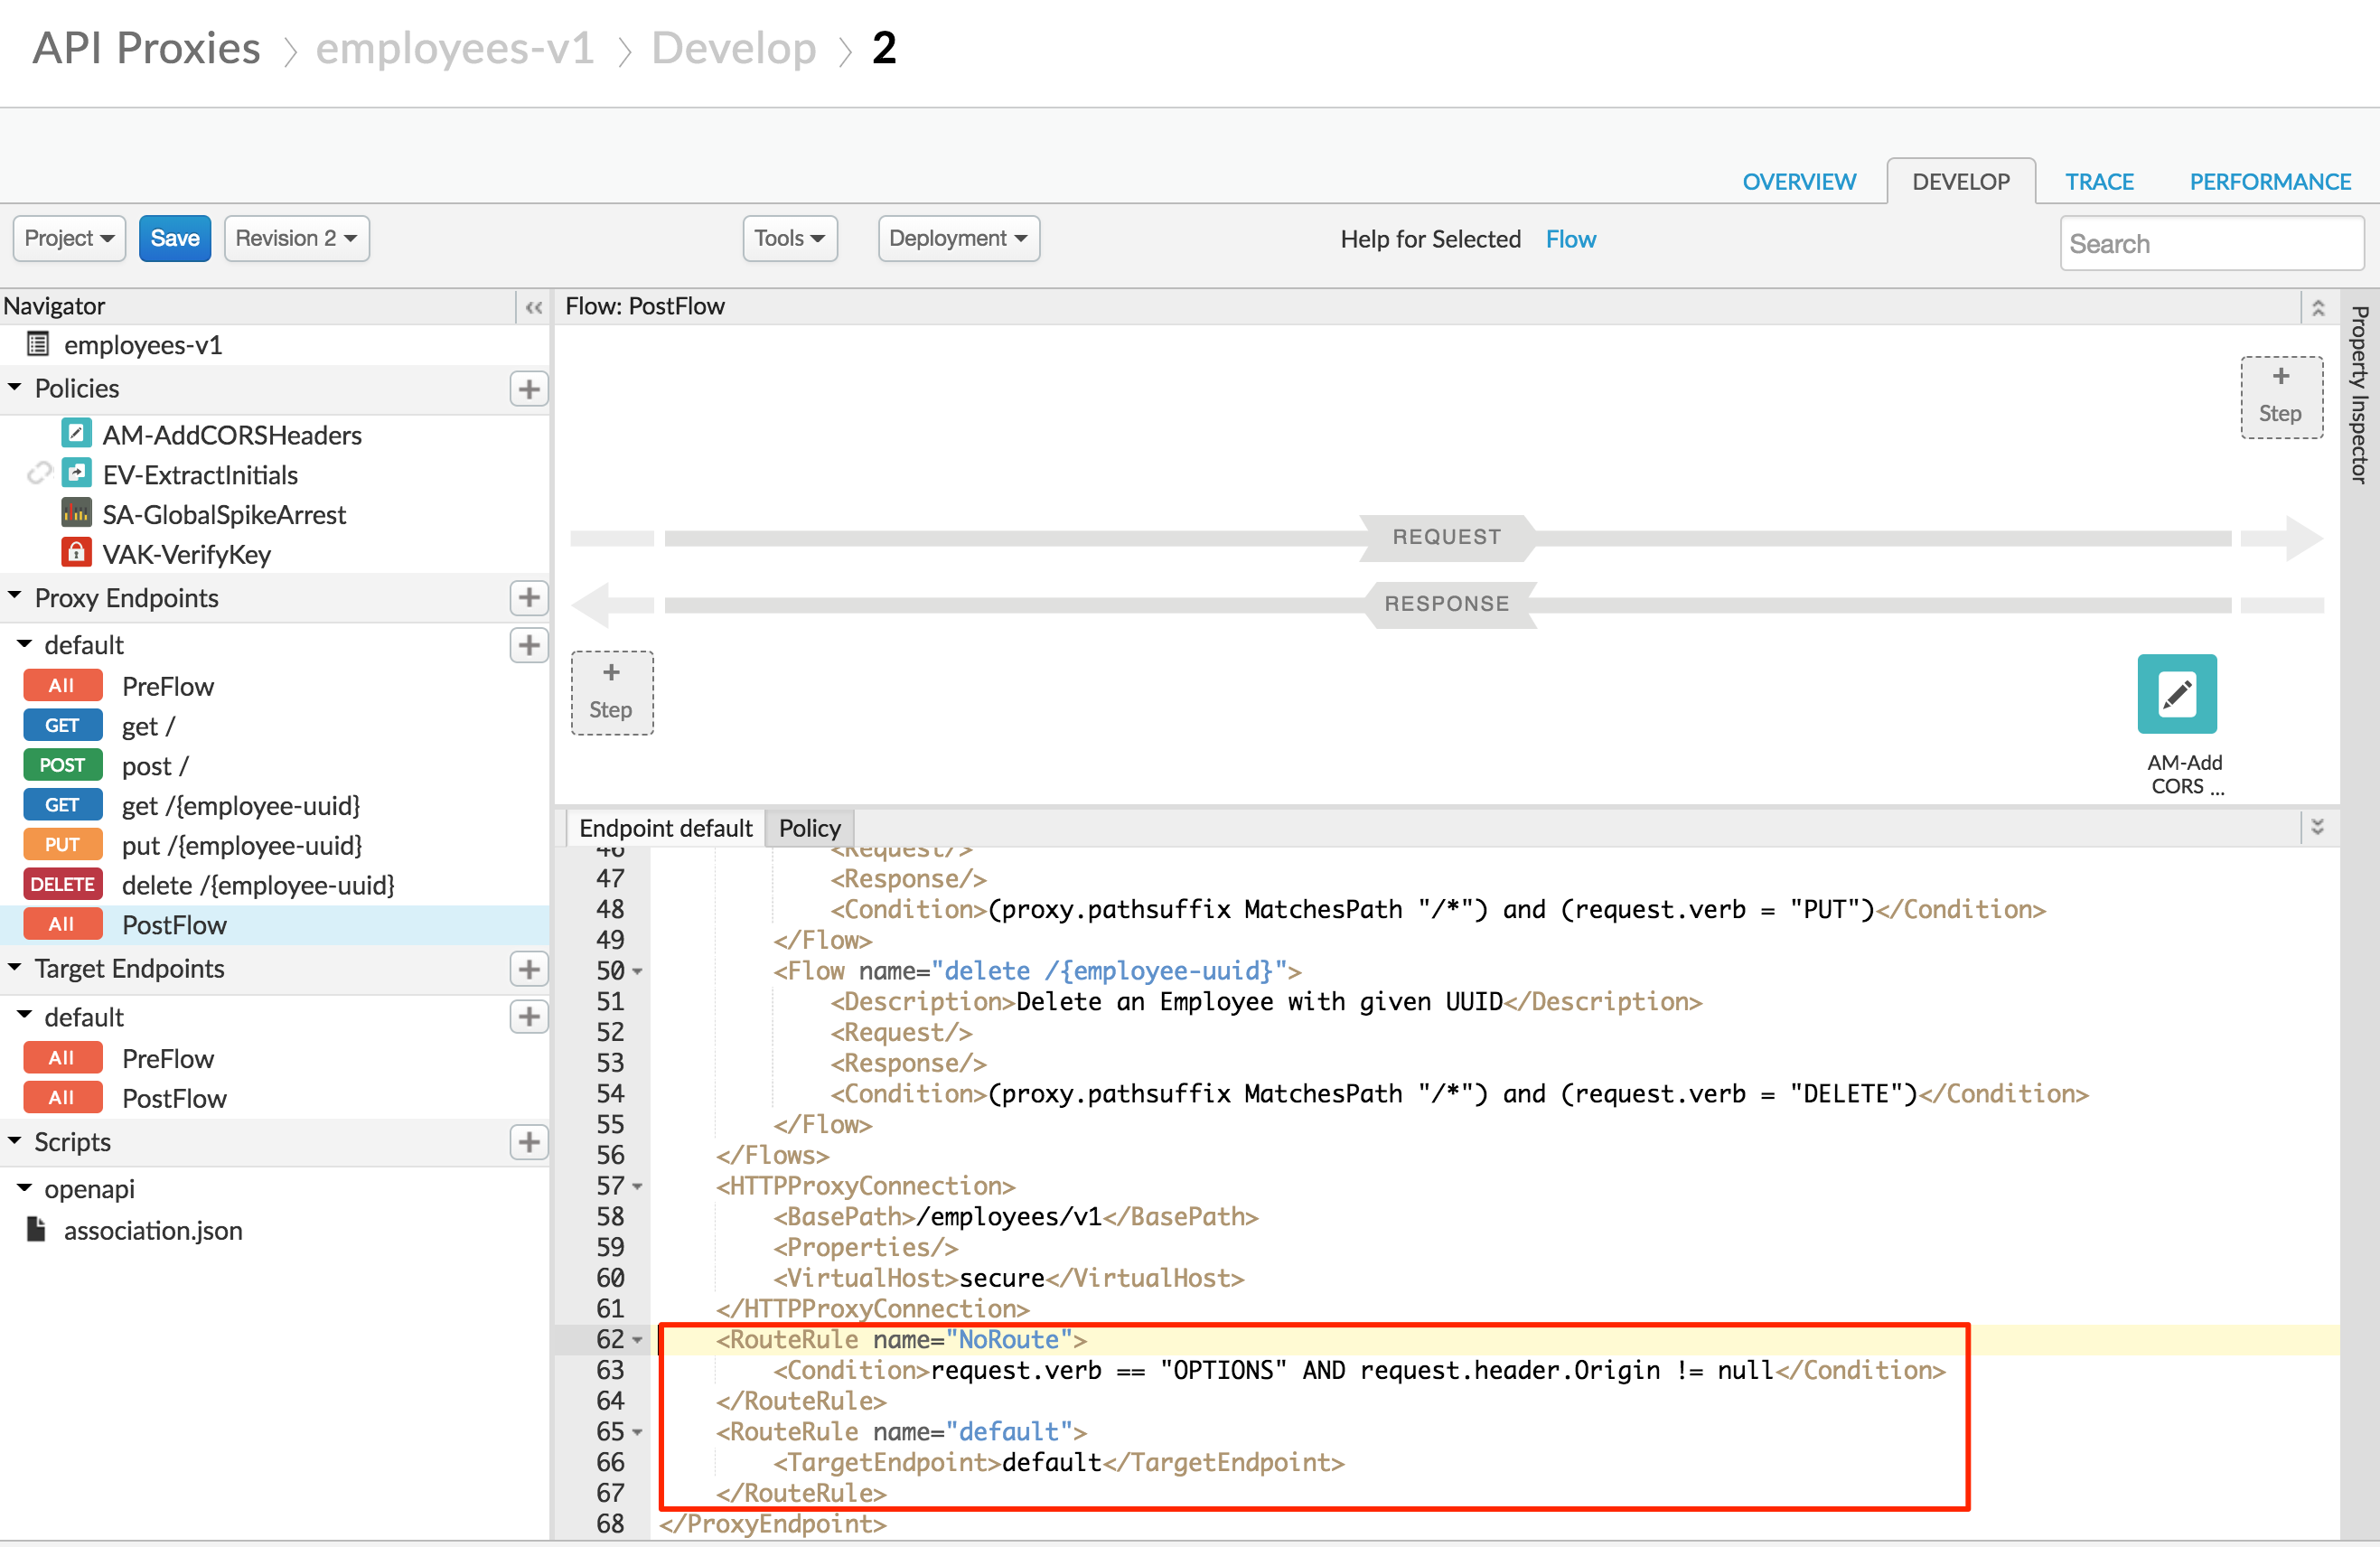 API Proxies > employees-v1 > Develop > 2
OVERVIEW DEVELOP TRACE PERFORMANCE
Project Save Revision 2 Tools Deployment Help for Selected Flow Search
Navigator
employees-v1
Policies
AM-AddCORSHeaders
EV-ExtractInitials
SA-GlobalSpikeArrest
VAK-VerifyKey
Proxy Endpoints
default
All PreFlow
GET get /
POST post /
GET get /{employee-uuid}
PUT put /{employee-uuid}
DELETE delete /{employee-uuid}
All PostFlow
Target Endpoints
default
All PreFlow
All PostFlow
Scripts
openapi
association.json
Flow: PostFlow
+
Step
REQUEST
RESPONSE
+
Step
AM-Add
CORS ...
Property Inspector
Endpoint default Policy
46 <Request/>
47 <Response/>
48 <Condition>(proxy.pathsuffix MatchesPath "/*") and (request.verb = "PUT")</Condition>
49 </Flow>
50 <Flow name="delete /{employee-uuid}">
51 <Description>Delete an Employee with given UUID</Description>
52 <Request/>
53 <Response/>
54 <Condition>(proxy.pathsuffix MatchesPath "/*") and (request.verb = "DELETE")</Condition>
55 </Flow>
56 </Flows>
57 <HTTPProxyConnection>
58 <BasePath>/employees/v1</BasePath>
59 <Properties/>
60 <VirtualHost>secure</VirtualHost>
61 </HTTPProxyConnection>
62 <RouteRule name="NoRoute">
63 <Condition>request.verb == "OPTIONS" AND request.header.Origin != null</Condition>
64 </RouteRule>
65 <RouteRule name="default">
66 <TargetEndpoint>default</TargetEndpoint>
67 </RouteRule>
68 </ProxyEndpoint>